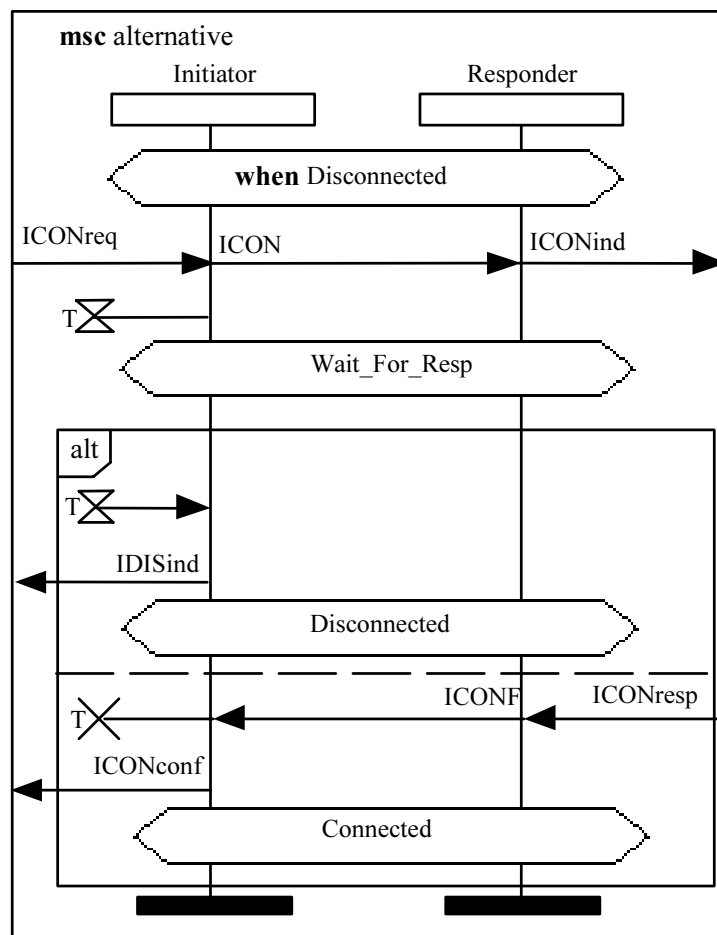 msc alternative
Initiator
Responder
when Disconnected
ICONreq
ICON
ICONind
T
Wait_For_Resp
alt
T
IDISind
Disconnected
T
ICONF
ICONresp
ICONconf
Connected